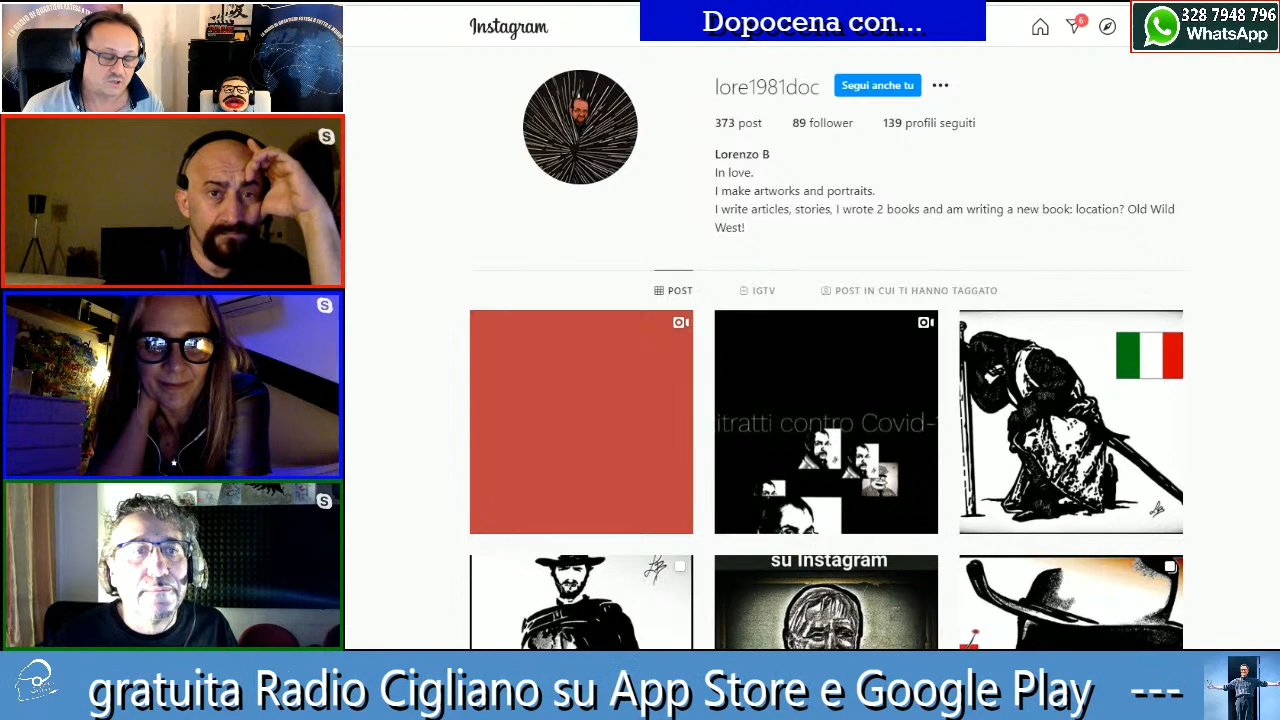 Instagram
Dopocena con...
6
328 7948 796
WhatsApp
lore1981doc
Segui anche tu
373 post
89 follower
139 profili seguiti
Lorenzo B
In love.
I make artworks and portraits.
I write articles, stories, I wrote 2 books and am writing a new book: location? Old Wild
West!
POST
IGTV
POST IN CUI TI HANNO TAGGATO
itratti contro Covid-
su Instagram
gratuita Radio Cigliano su App Store e Google Play ---